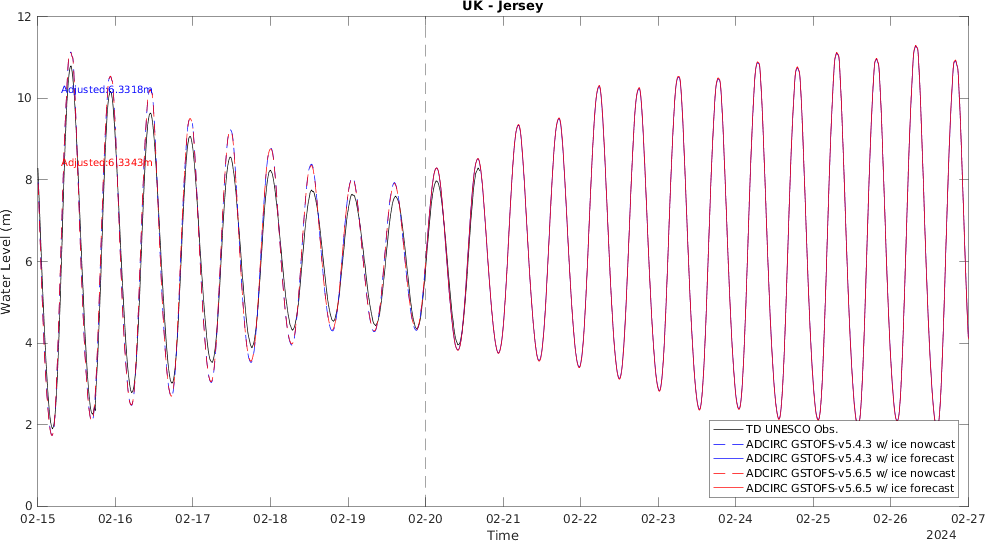 UK - Jersey
12
10
8
6
4
2
0
Water Level (m)
Adjusted:6.3318m
Adjusted:6.3343m
TD UNESCO Obs.
ADCIRC GSTOFS-v5.4.3 w/ ice nowcast
ADCIRC GSTOFS-v5.4.3 w/ ice forecast
ADCIRC GSTOFS-v5.6.5 w/ ice nowcast
ADCIRC GSTOFS-v5.6.5 w/ ice forecast
02-15 02-16 02-17 02-18 02-19 02-20 02-21 02-22 02-23 02-24 02-25 02-26 02-27
Time
2024